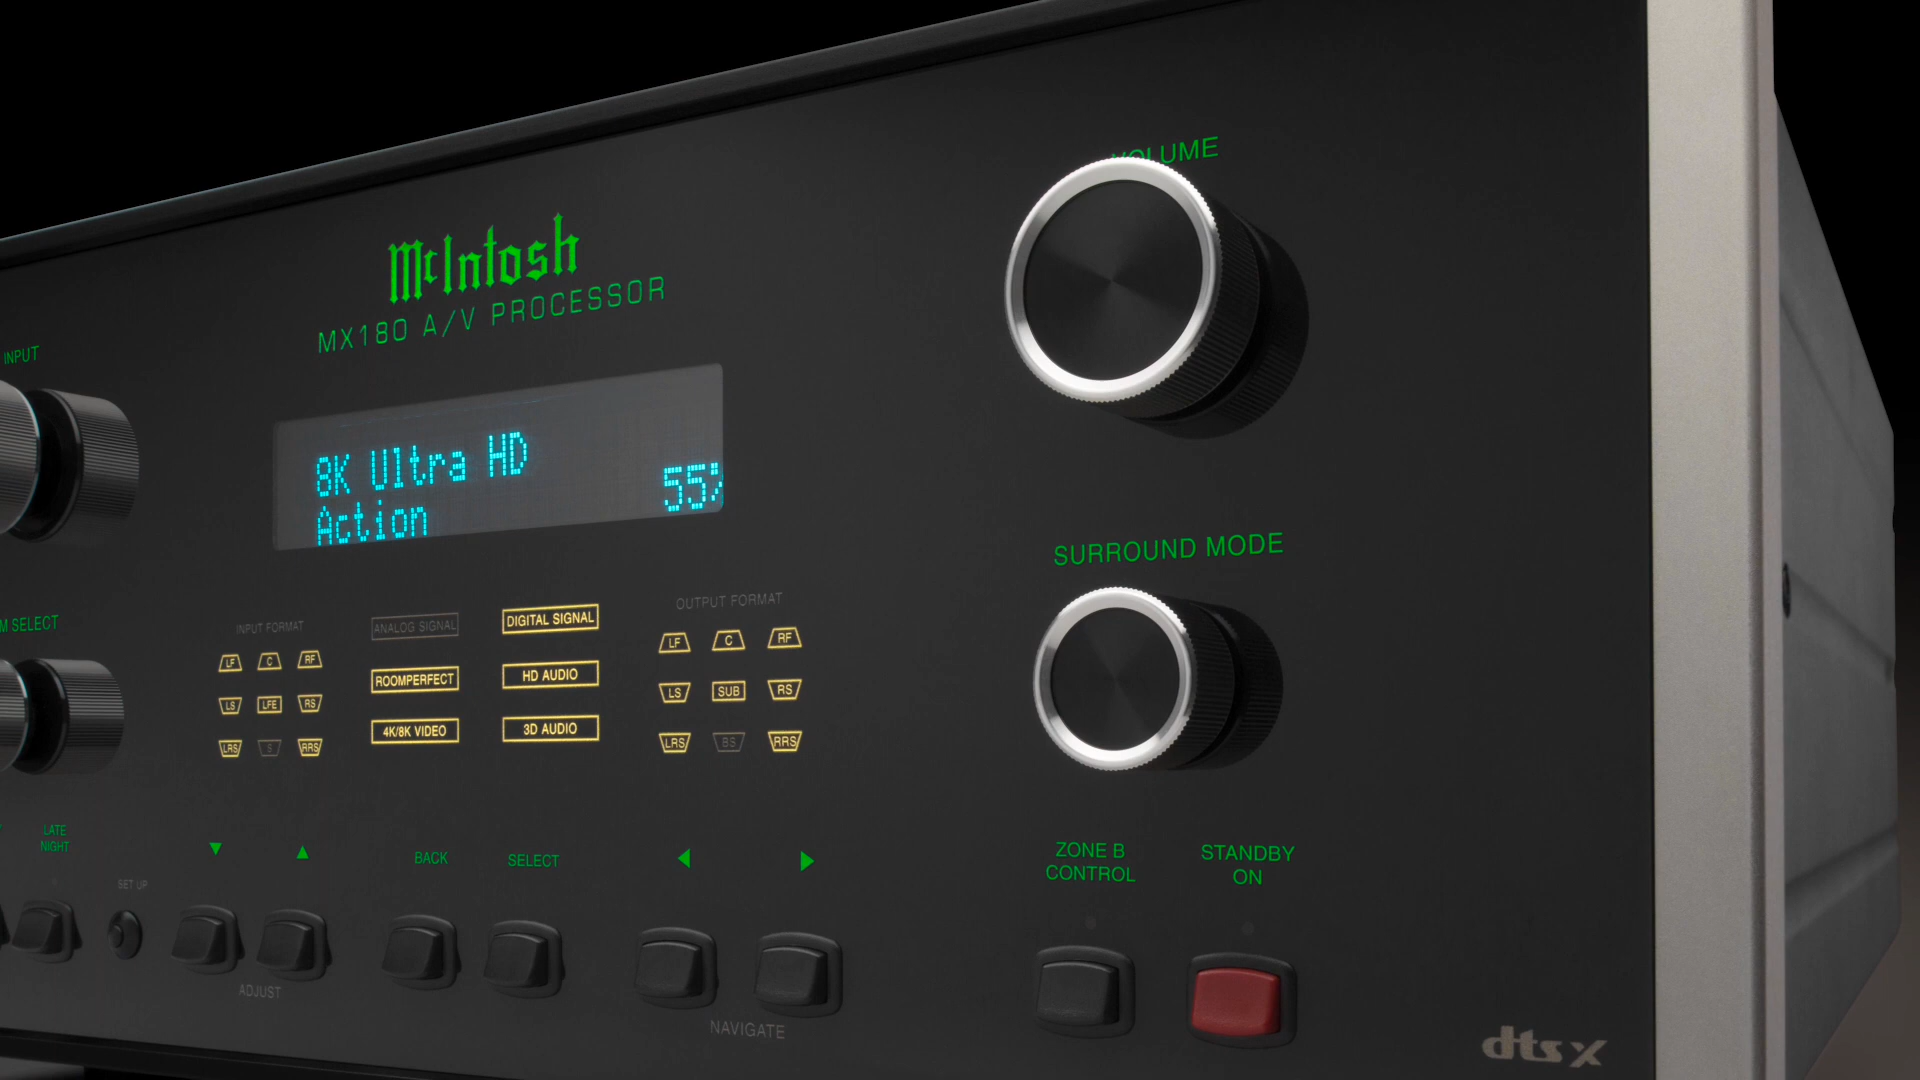 VOLUME
McIntosh
MX180 A/V PROCESSOR
INPUT
8K Ultra HD
55%
Action
SURROUND MODE
M SELECT
INPUT FORMAT
ANALOG SIGNAL
DIGITAL SIGNAL
OUTPUT FORMAT
LF C RF
LF C RF
ROOMPERFECT
HD AUDIO
LS LFE RS
LS SUB RS
4K/8K VIDEO
3D AUDIO
LRS S RRS
LRS BS RRS
LATE
NIGHT
BACK
SELECT
ZONE B
CONTROL
STANDBY
ON
SET UP
ADJUST
NAVIGATE
dts x